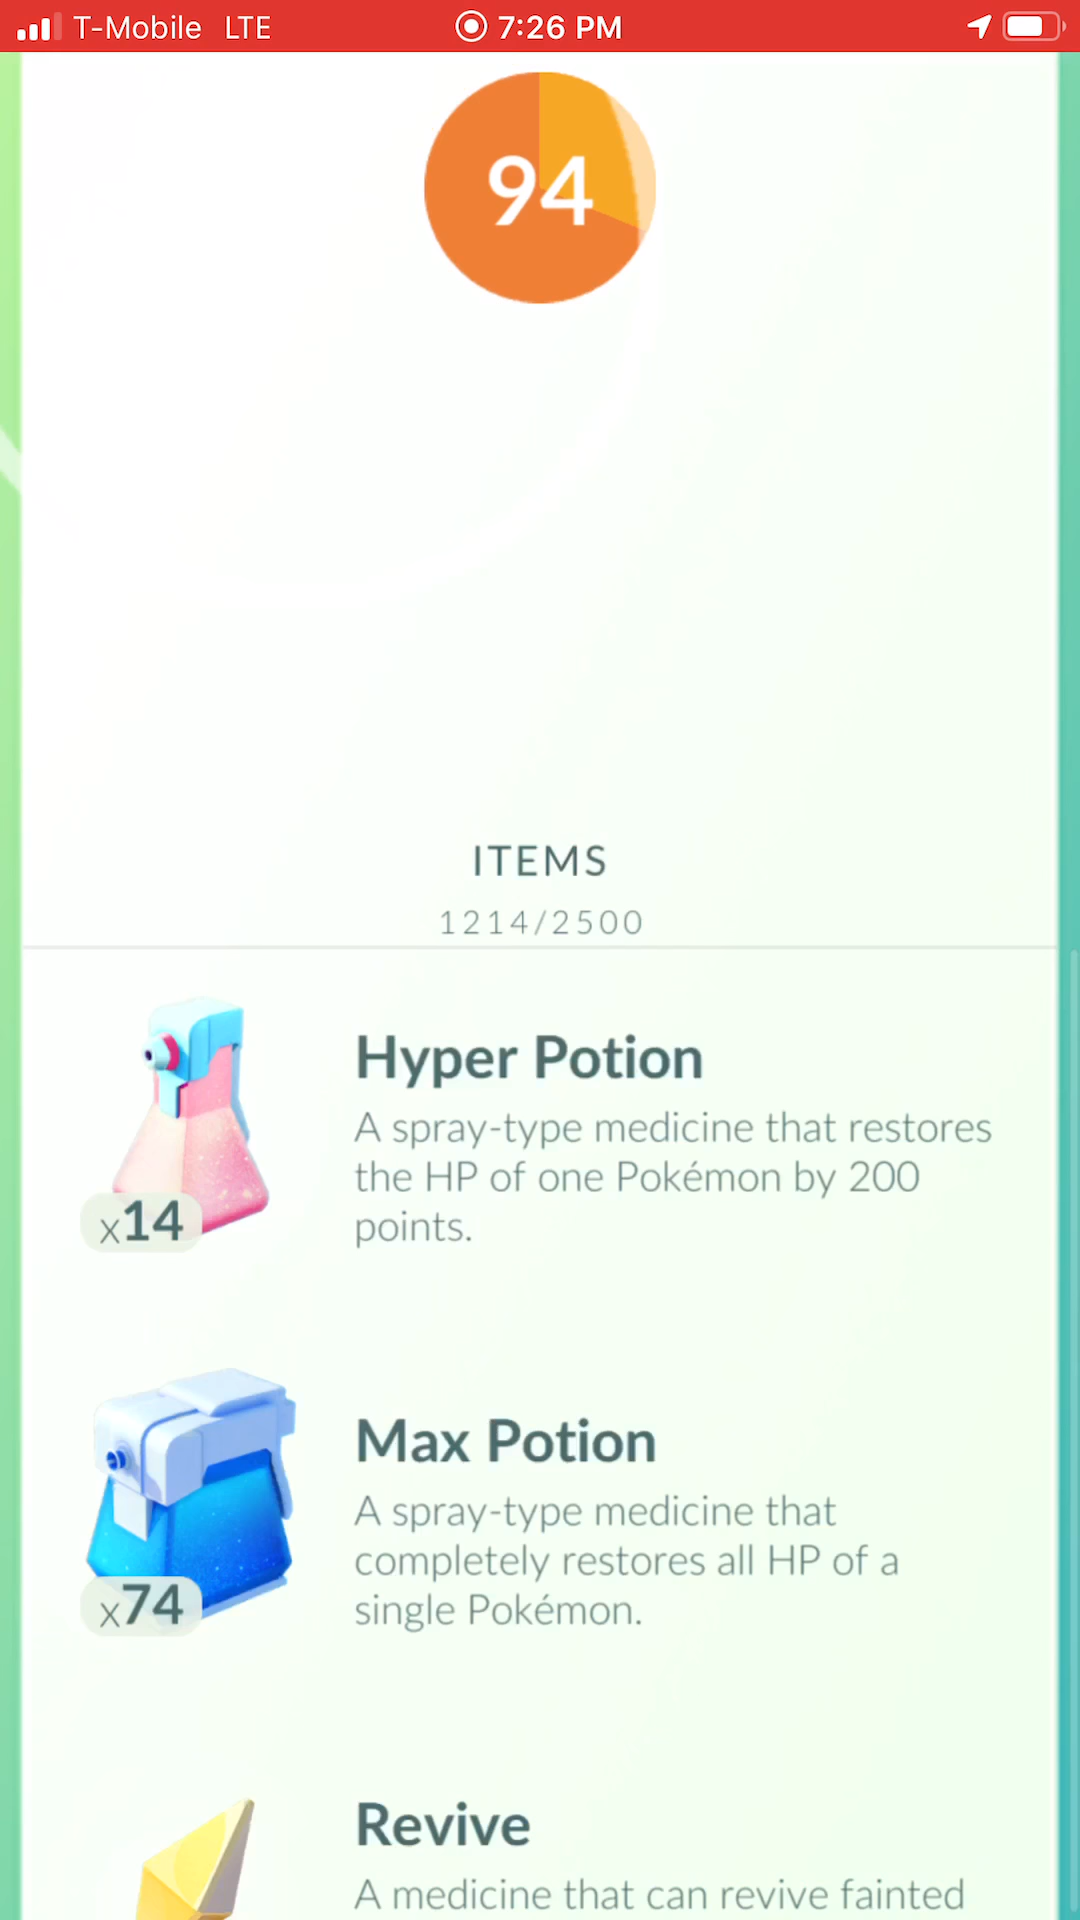 T-Mobile LTE 7:26 PM
94
ITEMS
1214/2500
Hyper Potion
A spray-type medicine that restores
the HP of one Pokémon by 200
points.
x14
Max Potion
A spray-type medicine that
completely restores all HP of a
single Pokémon.
x74
Revive
A medicine that can revive fainted